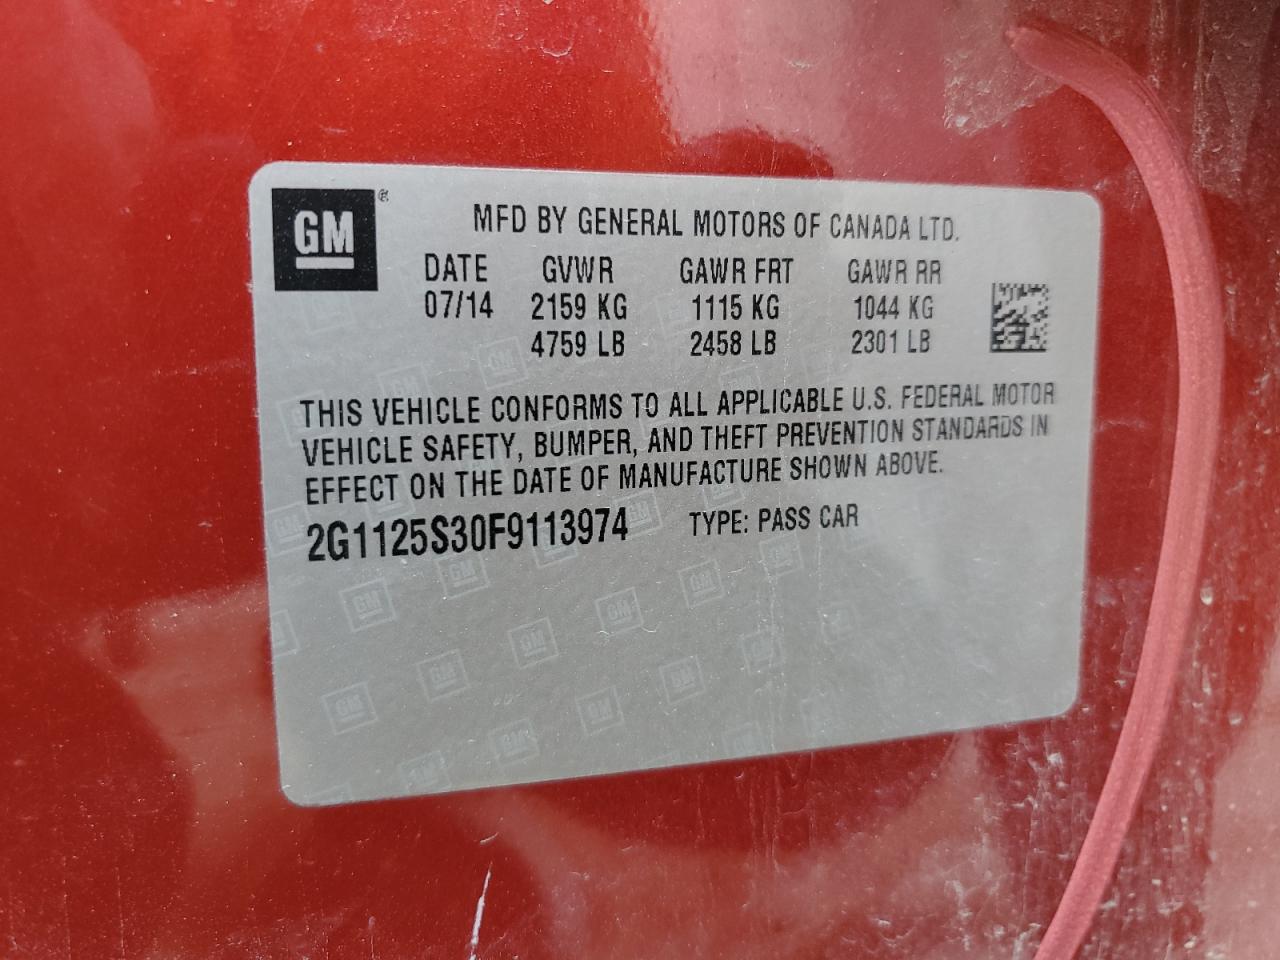 GM ®
MFD BY GENERAL MOTORS OF CANADA LTD.
DATE GVWR GAWR FRT GAWR RR
07/14 2159 KG 1115 KG 1044 KG
4759 LB 2458 LB 2301 LB
THIS VEHICLE CONFORMS TO ALL APPLICABLE U.S. FEDERAL MOTOR
VEHICLE SAFETY, BUMPER, AND THEFT PREVENTION STANDARDS IN
EFFECT ON THE DATE OF MANUFACTURE SHOWN ABOVE.
2G1125S30F9113974 TYPE: PASS CAR